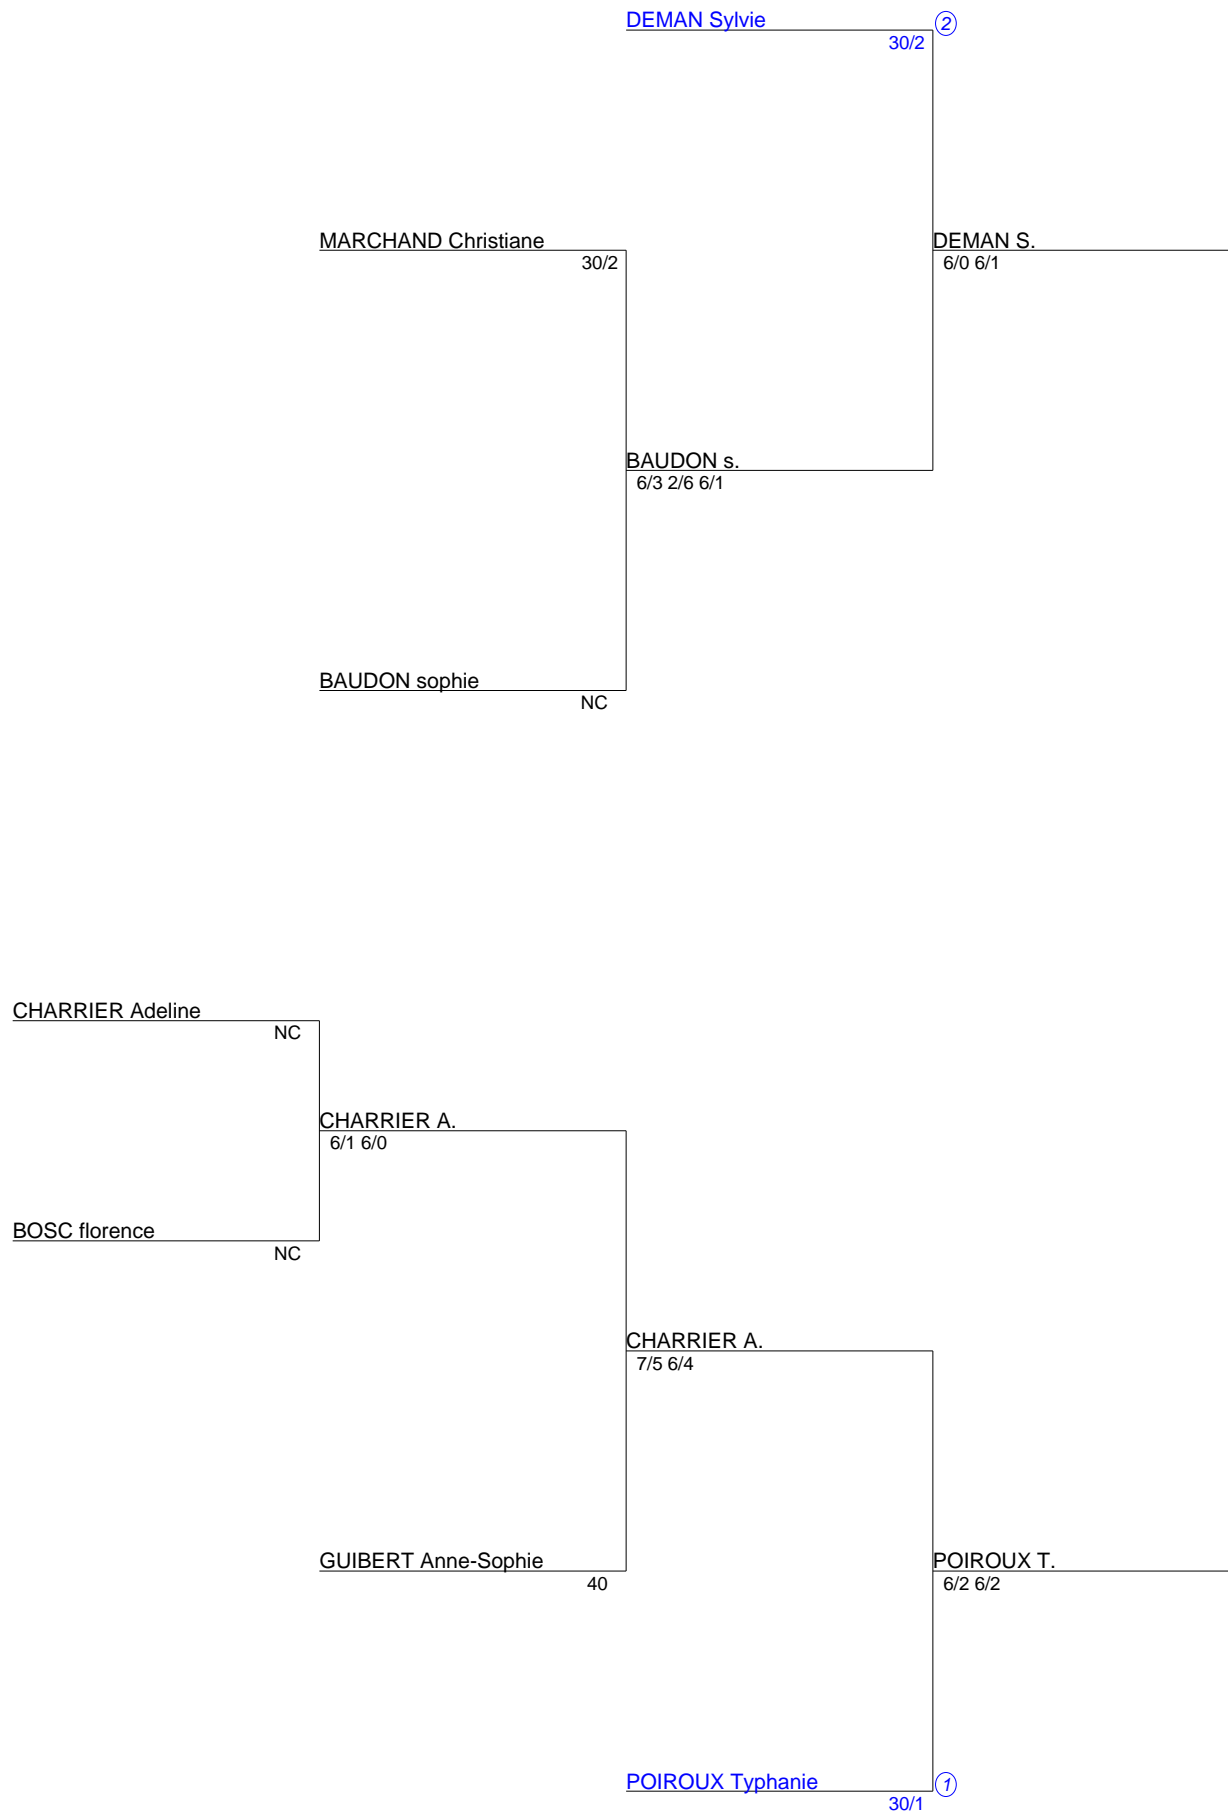 DEMAN Sylvie 2
30/2
MARCHAND Christiane
30/2
DEMAN S.
6/0 6/1
BAUDON s.
6/3 2/6 6/1
BAUDON sophie
NC
CHARRIER Adeline
NC
CHARRIER A.
6/1 6/0
BOSC florence
NC
CHARRIER A.
7/5 6/4
GUIBERT Anne-Sophie
40
POIROUX T.
6/2 6/2
POIROUX Typhanie 1
30/1